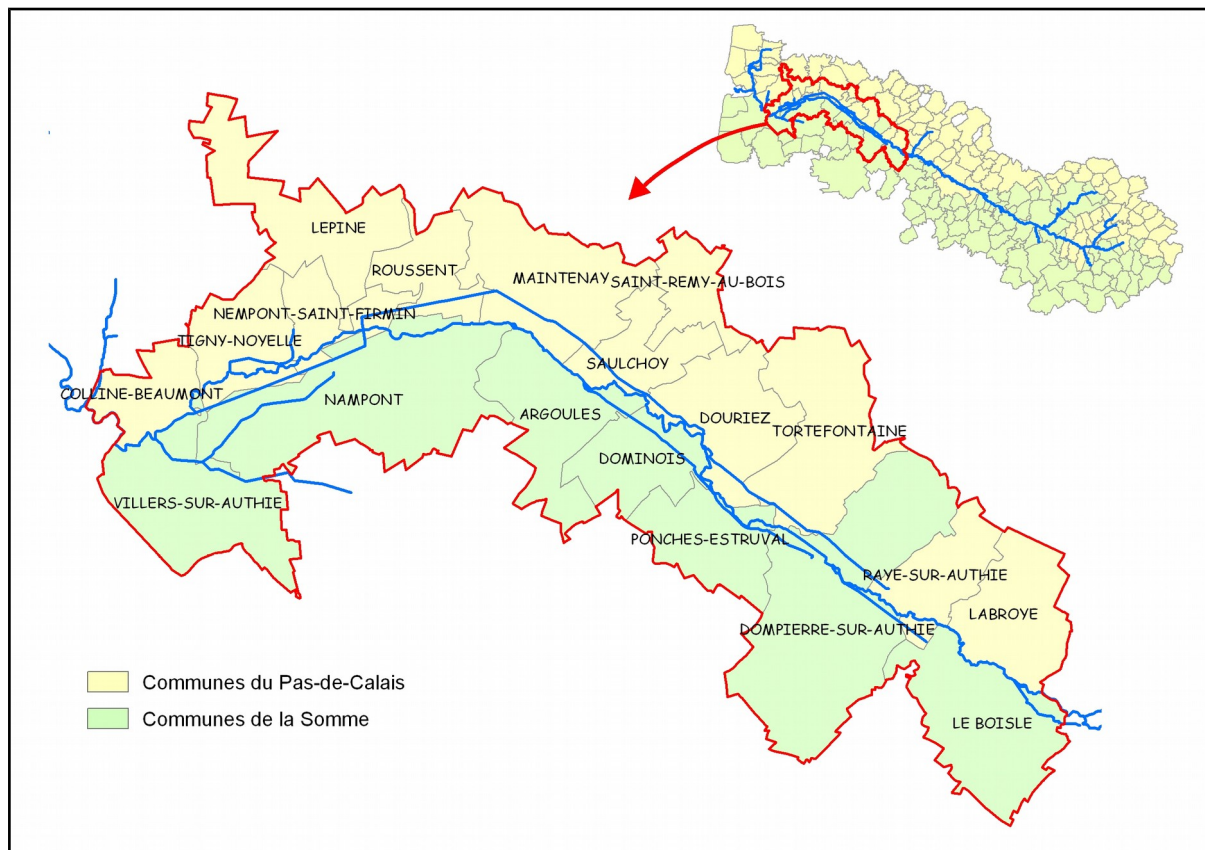 LEPINE
ROUSSENT
MAINTENAY
SAINT-REMY-AU-BOIS
NEMPONT-SAINT-FIRMIN
TIGNY-NOYELLE
SAULCHOY
COLLINE-BEAUMONT
NAMPONT
ARGOULES
DOURIEZ
TORTEFONTAINE
DOMINOIS
VILLERS-SUR-AUTHIE
PONCHES-ESTRUVAL
RAYE-SUR-AUTHIE
LABROYE
DOMPIERRE-SUR-AUTHIE
LE BOISLE
Communes du Pas-de-Calais
Communes de la Somme